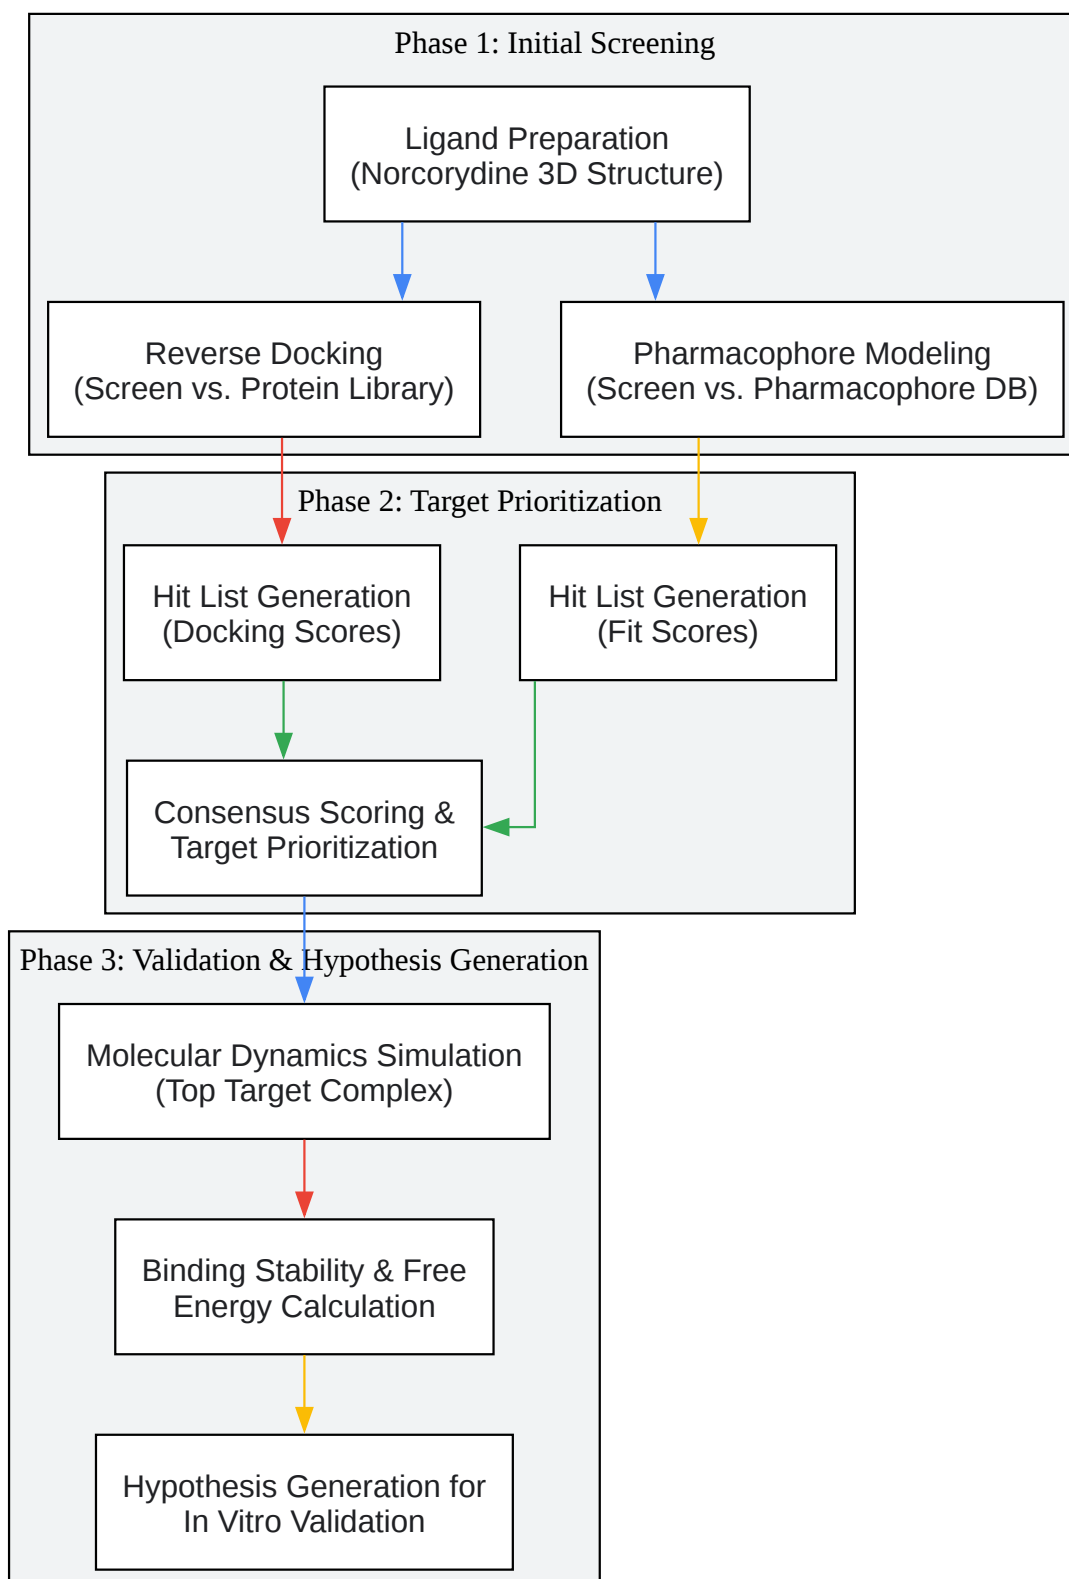 Phase 1: Initial Screening
Ligand Preparation
(Norcorydine 3D Structure)
Reverse Docking
(Screen vs. Protein Library)
Pharmacophore Modeling
(Screen vs. Pharmacophore DB)
Phase 2: Target Prioritization
Hit List Generation
(Docking Scores)
Hit List Generation
(Fit Scores)
Consensus Scoring &
Target Prioritization
Phase 3: Validation & Hypothesis Generation
Molecular Dynamics Simulation
(Top Target Complex)
Binding Stability & Free
Energy Calculation
Hypothesis Generation for
In Vitro Validation